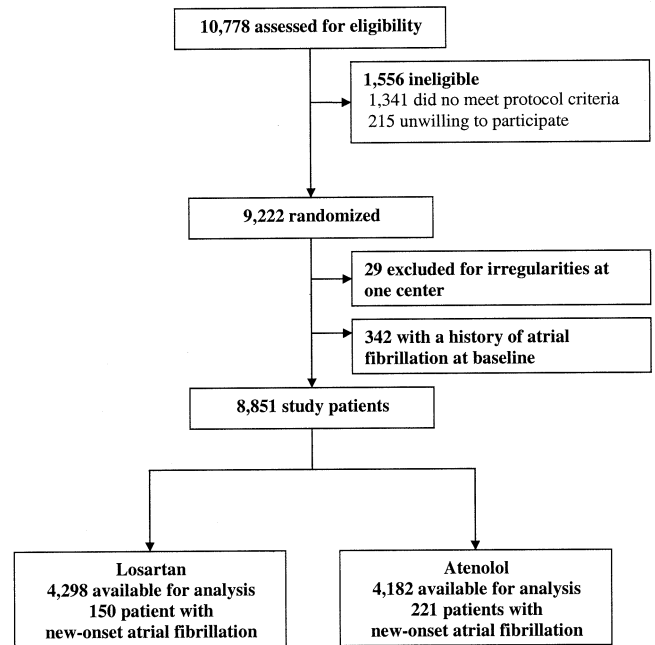 10,778 assessed for eligibility
1,556 ineligible
1,341 did no meet protocol criteria
215 unwilling to participate
9,222 randomized
29 excluded for irregularities at
one center
342 with a history of atrial
fibrillation at baseline
8,851 study patients
Losartan
4,298 available for analysis
150 patient with
new-onset atrial fibrillation
Atenolol
4,182 available for analysis
221 patients with
new-onset atrial fibrillation